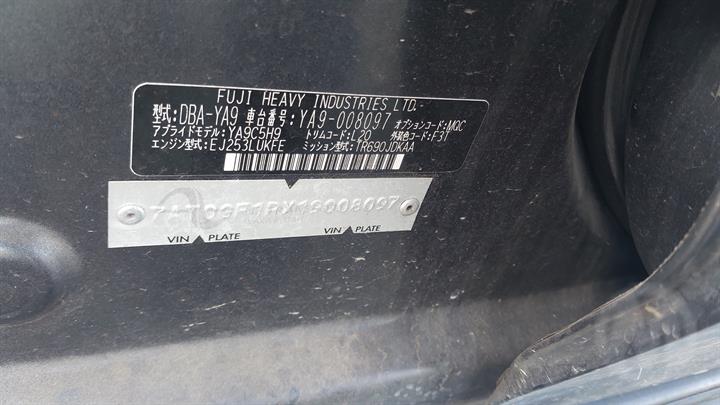 FUJI HEAVY INDUSTRIES LTD.
型式:DBA-YA9 車台番号:YA9-008097 オプションコード:MQC
アプライドモデル:YA9C5H9 トリムコード:L20 外装色コード:F3T
エンジン型式:EJ253LUKFE ミッション型式:TR690JDKAA
7AT0GF1RX19008097
VIN PLATE VIN PLATE